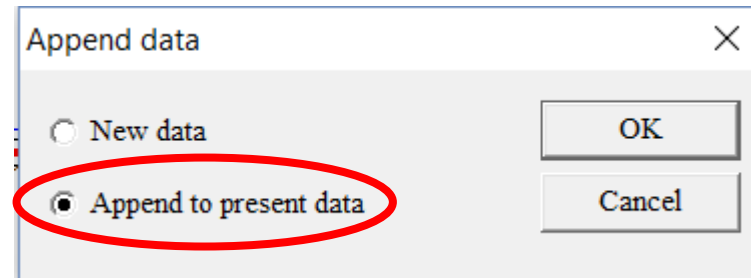 Append data
New data
OK
Append to present data
Cancel